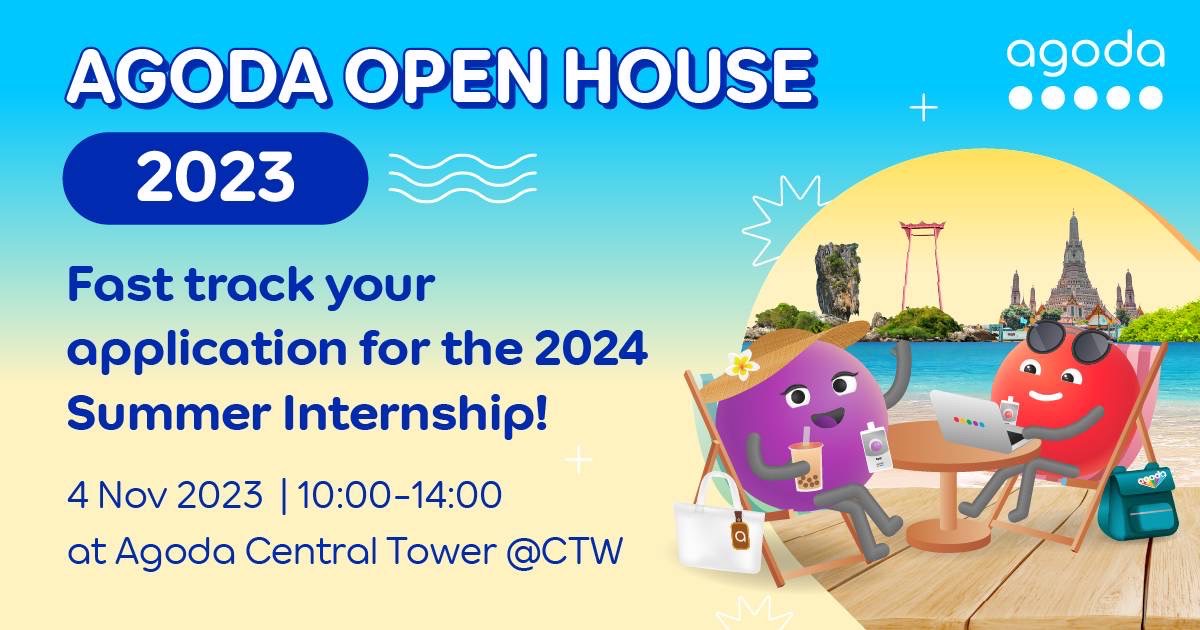 AGODA OPEN HOUSE
agoda
2023
Fast track your
application for the 2024
Summer Internship!
4 Nov 2023 | 10:00-14:00
at Agoda Central Tower @CTW
a
agoda